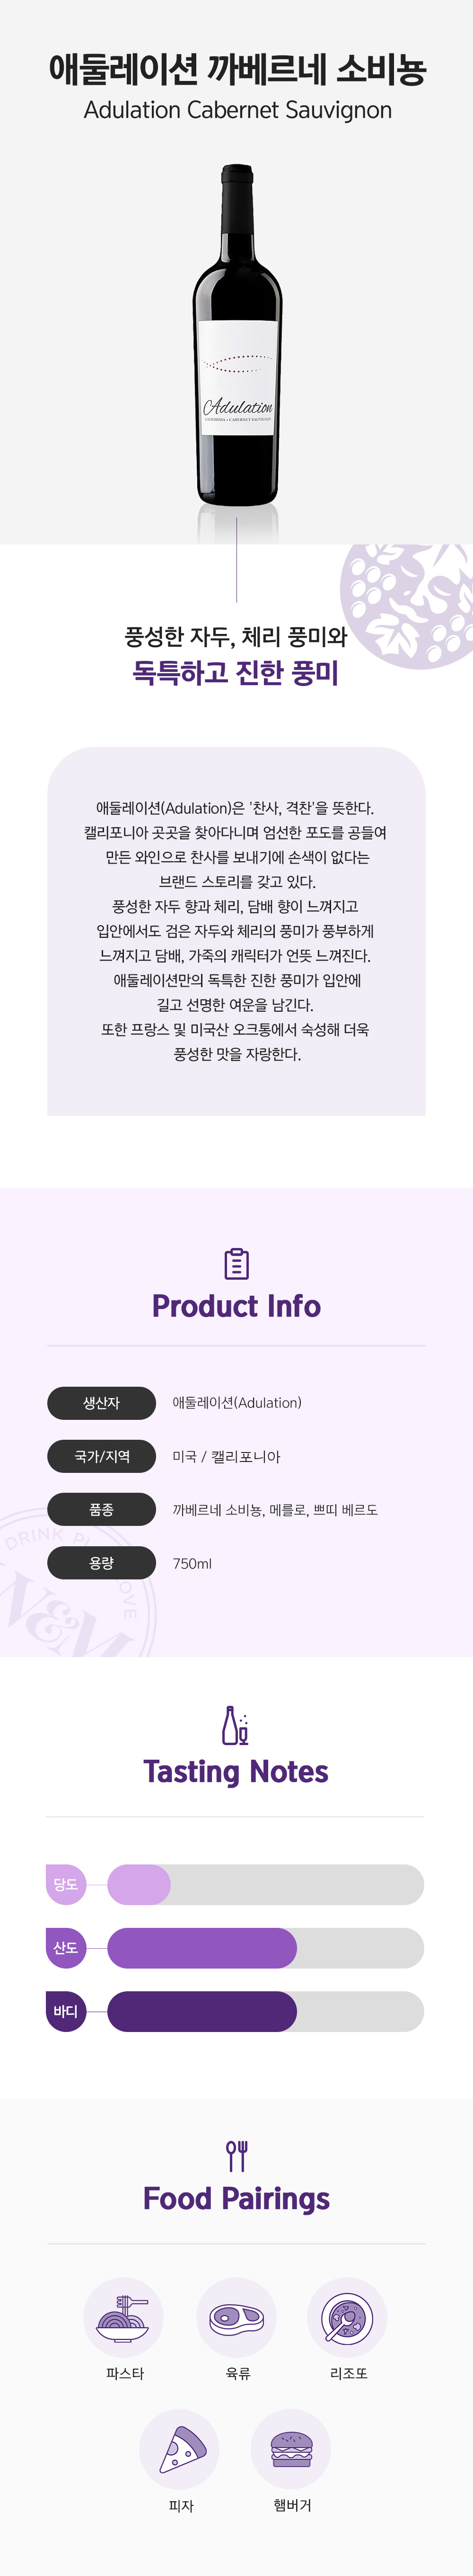 애둘레이션 까베르네 소비뇽
Adulation Cabernet Sauvignon
Adulation
CALIFORNIA • CABERNET SAUVIGNON
풍성한 자두, 체리 풍미와
독특하고 진한 풍미
애둘레이션(Adulation)은 '찬사, 격찬'을 뜻한다.
캘리포니아 곳곳을 찾아다니며 엄선한 포도를 공들여
만든 와인으로 찬사를 보내기에 손색이 없다는
브랜드 스토리를 갖고 있다.
풍성한 자두 향과 체리, 담배 향이 느껴지고
입안에서도 검은 자두와 체리의 풍미가 풍부하게
느껴지고 담배, 가죽의 캐릭터가 언뜻 느껴진다.
애둘레이션만의 독특한 진한 풍미가 입안에
길고 선명한 여운을 남긴다.
또한 프랑스 및 미국산 오크통에서 숙성해 더욱
풍성한 맛을 자랑한다.
Product Info
생산자 애둘레이션(Adulation)
국가/지역 미국 / 캘리포니아
품종 까베르네 소비뇽, 메를로, 쁘띠 베르도
용량 750ml
DRINK
W&M
Tasting Notes
당도
산도
바디
Food Pairings
파스타 육류 리조또
피자 햄버거